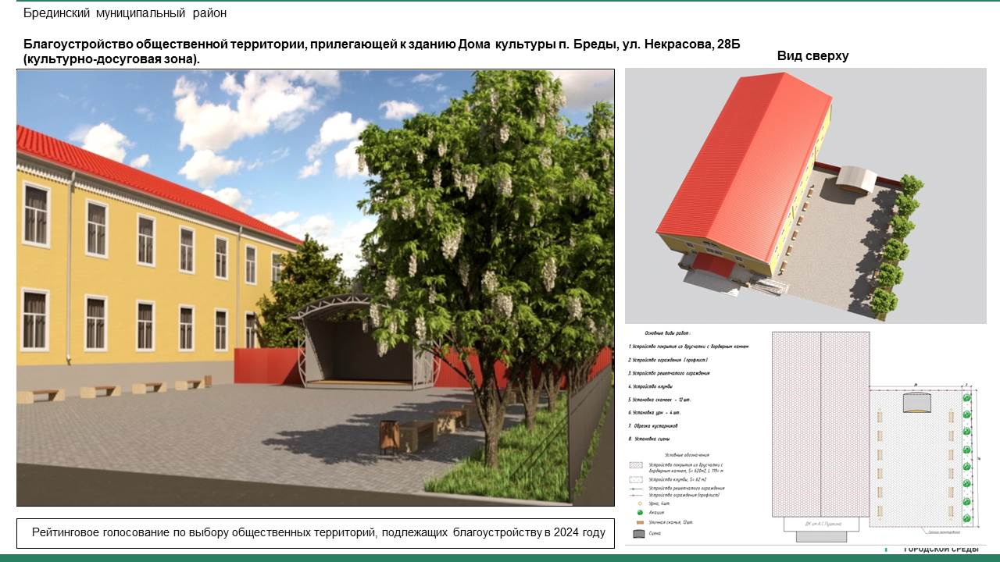 Брединский муниципальный район
Благоустройство общественной территории, прилегающей к зданию Дома культуры п. Бреды, ул. Некрасова, 28Б
(культурно-досуговая зона).
Вид сверху
Основные виды работ:
1. Устройство покрытия из брусчатки с бордюрным камнем
2. Устройство ограждения (профлист)
3. Устройство решетчатого ограждения
4. Устройство клумбы
5. Установка скамеек - 12 шт.
6. Установка урн - 4 шт.
7. Обрезка кустарников
8. Установка сцены
Условные обозначения
Устройство покрытия из брусчатки с
бордюрным камнем, S= 620м2, L 119= м
Устройство клумбы, S= 62 м2
Устройство решетчатого ограждения
Устройство ограждения (профлист)
Урна, 4шт.
Акация
Уличная скамья, 12шт.
Сцена
ДК им А.С Пушкина
Рейтинговое голосование по выбору общественных территорий, подлежащих благоустройству в 2024 году
ГОРОДСКОЙ СРЕДЫ